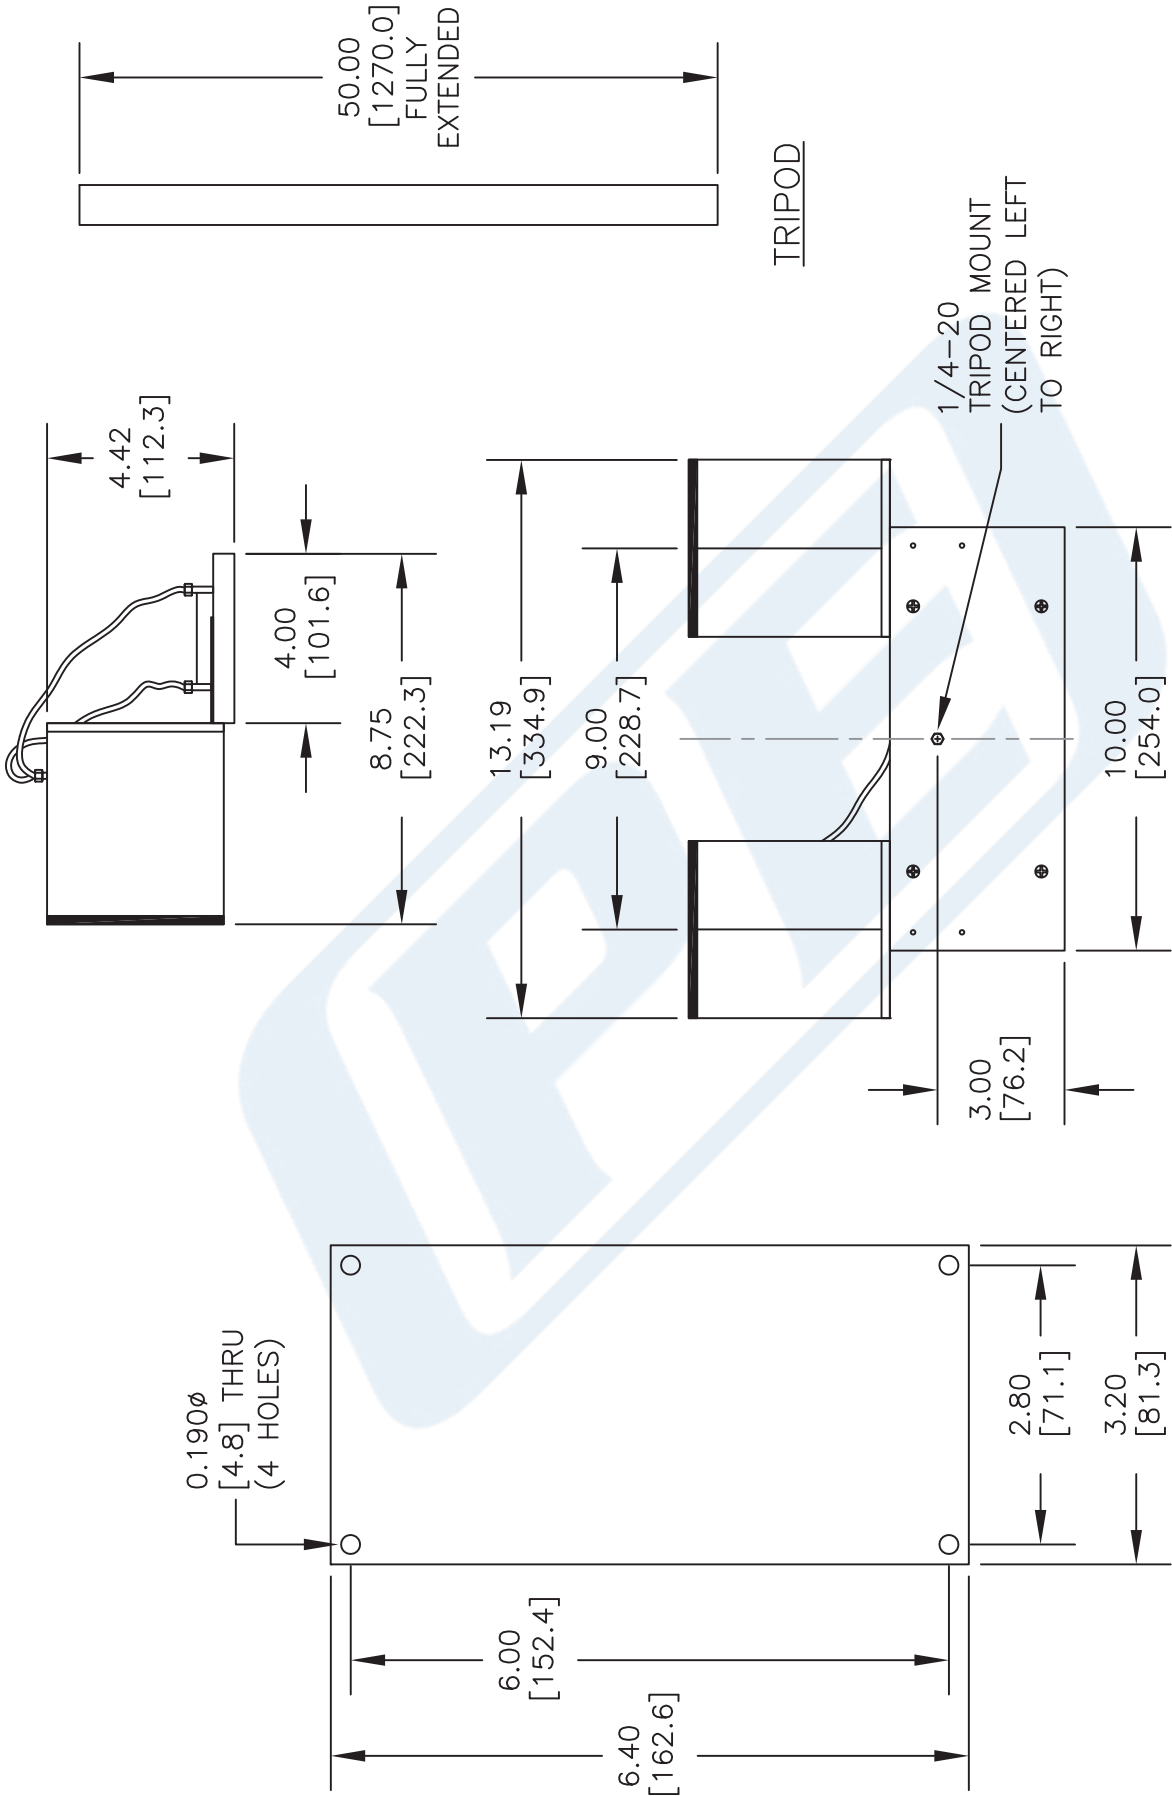 50.00
[1270.0]
FULLY
EXTENDED
TRIPOD
4.42
[112.3]
4.00
[101.6]
8.75
[222.3]
13.19
[334.9]
9.00
[228.7]
1/4-20
TRIPOD MOUNT
(CENTERED LEFT
TO RIGHT)
10.00
[254.0]
3.00
[76.2]
0.190ø
[4.8] THRU
(4 HOLES)
2.80
[71.1]
3.20
[81.3]
6.00
[152.4]
6.40
[162.6]